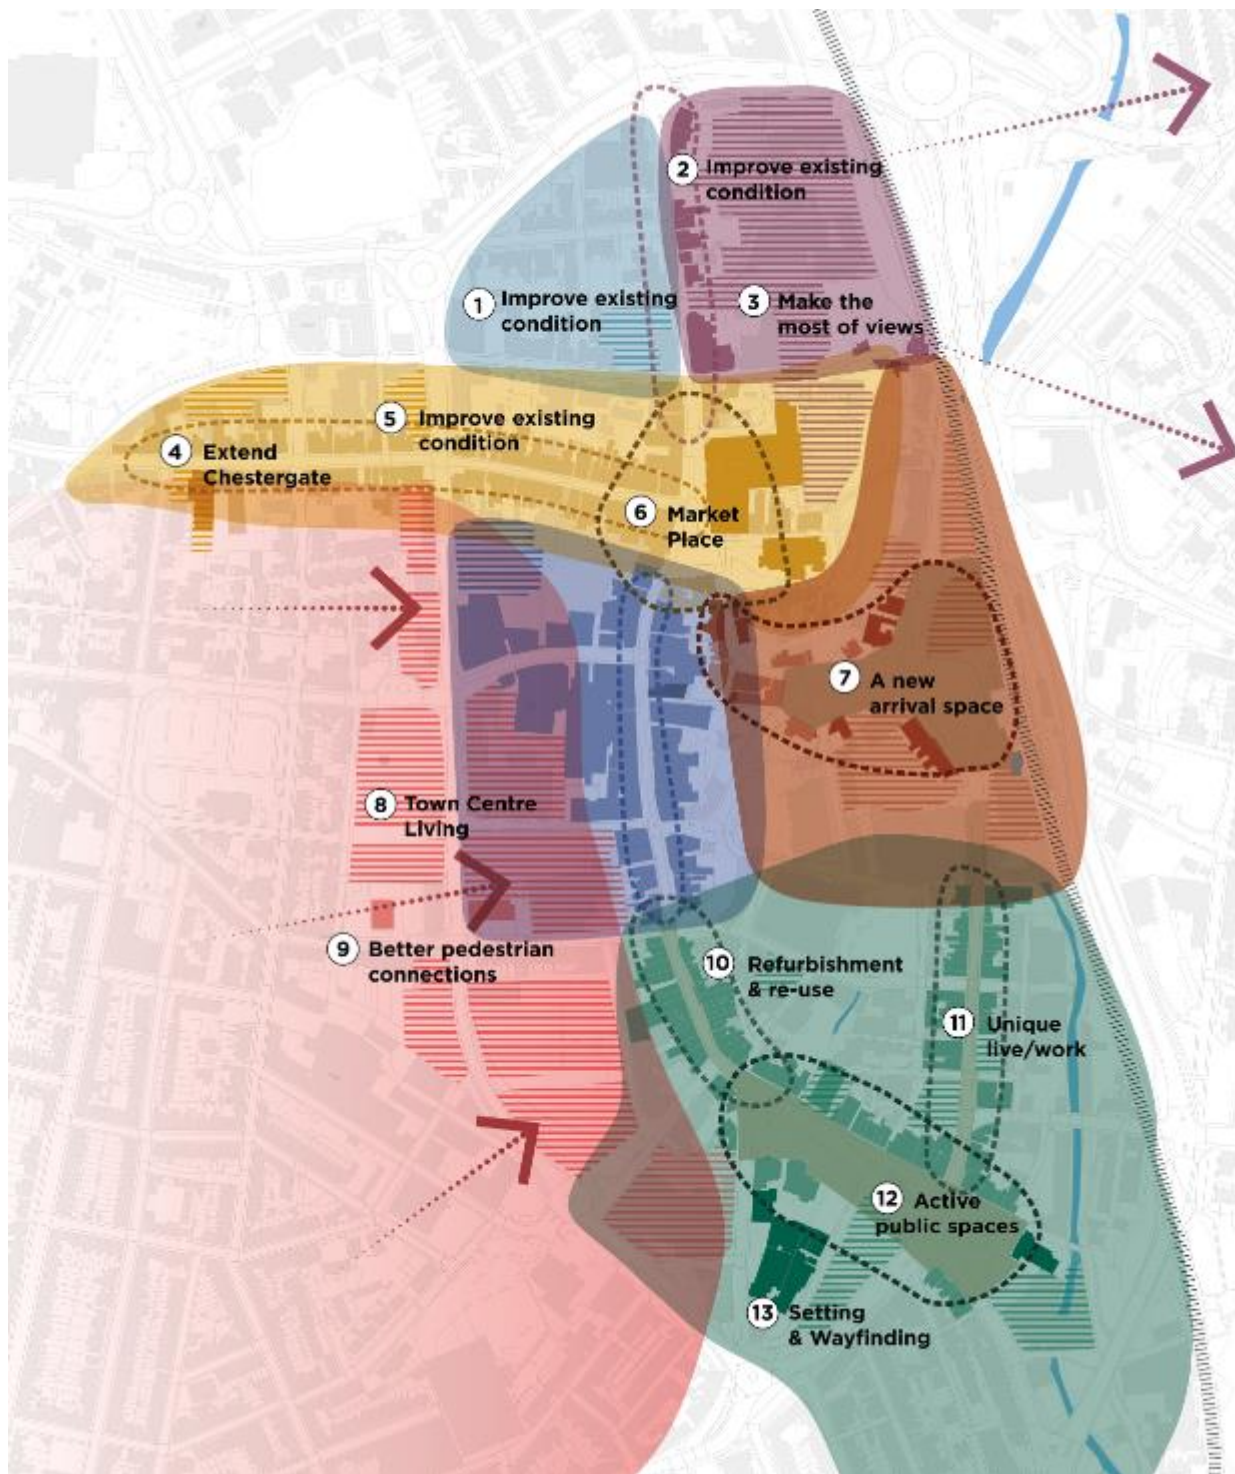 2 Improve existing
condition
1 Improve existing
condition
3 Make the
most of views
5 Improve existing
condition
4 Extend
Chestergate
6 Market
Place
7 A new
arrival space
8 Town Centre
Living
9 Better pedestrian
connections
10 Refurbishment
& re-use
11 Unique
live/work
12 Active
public spaces
13 Setting
& Wayfinding